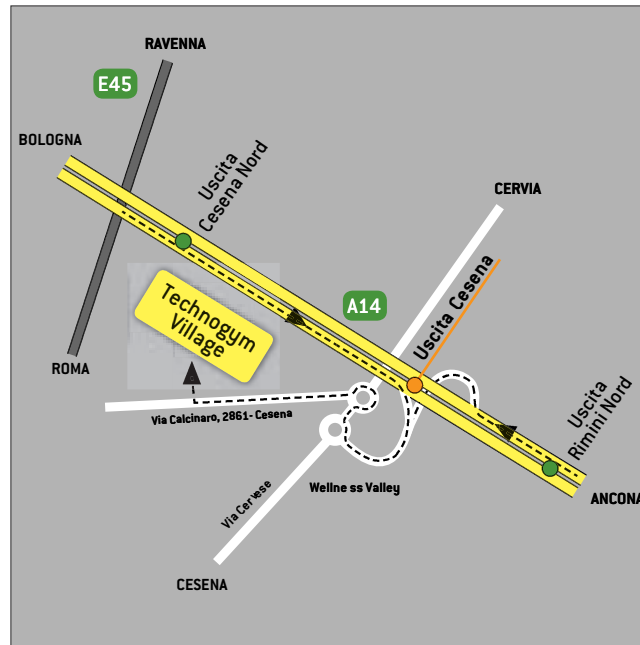 RAVENNA
E45
BOLOGNA
Uscita
Cesena Nord
CERVIA
Uscita Cesena
A14
Technogym
Village
ROMA
Via Calcinaro, 2861- Cesena
Uscita
Rimini Nord
Wellne ss Valley
ANCONA
Via Cervese
CESENA